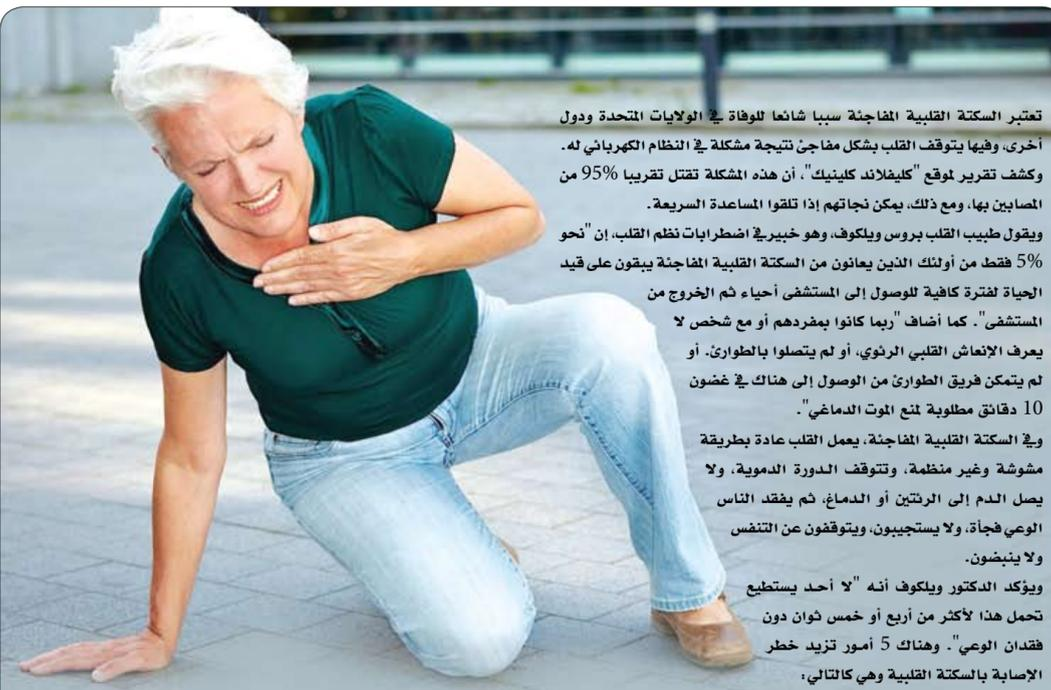 تعتبر السكتة القلبية المفاجئة سببا شائعا للوفاة في الولايات المتحدة ودول
أخرى، وفيها يتوقف القلب بشكل مفاجئ نتيجة مشكلة في النظام الكهربائي له.
وكشف تقرير لموقع "كليفلاند كلينيك"، أن هذه المشكلة تقتل تقريبا 95% من
المصابين بها، ومع ذلك، يمكن نجاتهم إذا تلقوا المساعدة السريعة.
ويقول طبيب القلب بروس ويلكوف، وهو خبير في اضطرابات نظم القلب، إن "نحو
5% فقط من أولئك الذين يعانون من السكتة القلبية المفاجئة يبقون على قيد
الحياة لفترة كافية للوصول إلى المستشفى أحياء ثم الخروج من
المستشفى". كما أضاف "ربما كانوا بمفردهم أو مع شخص لا
يعرف الإنعاش القلبي الرئوي، أو لم يتصلوا بالطوارئ. أو
لم يتمكن فريق الطوارئ من الوصول إلى هناك في غضون
10 دقائق مطلوبة لمنع الموت الدماغي".
وفي السكتة القلبية المفاجئة، يعمل القلب عادة بطريقة
مشوشة وغير منظمة، وتتوقف الدورة الدموية، ولا
يصل الدم إلى الرئتين أو الدماغ، ثم يفقد الناس
الوعي فجأة، ولا يستجيبون، ويتوقفون عن التنفس
ولا ينبضون.
ويؤكد الدكتور ويلكوف أنه "لا أحد يستطيع
تحمل هذا لأكثر من أربع أو خمس ثوان دون
فقدان الوعي". وهناك 5 أمور تزيد خطر
الإصابة بالسكتة القلبية وهي كالتالي: